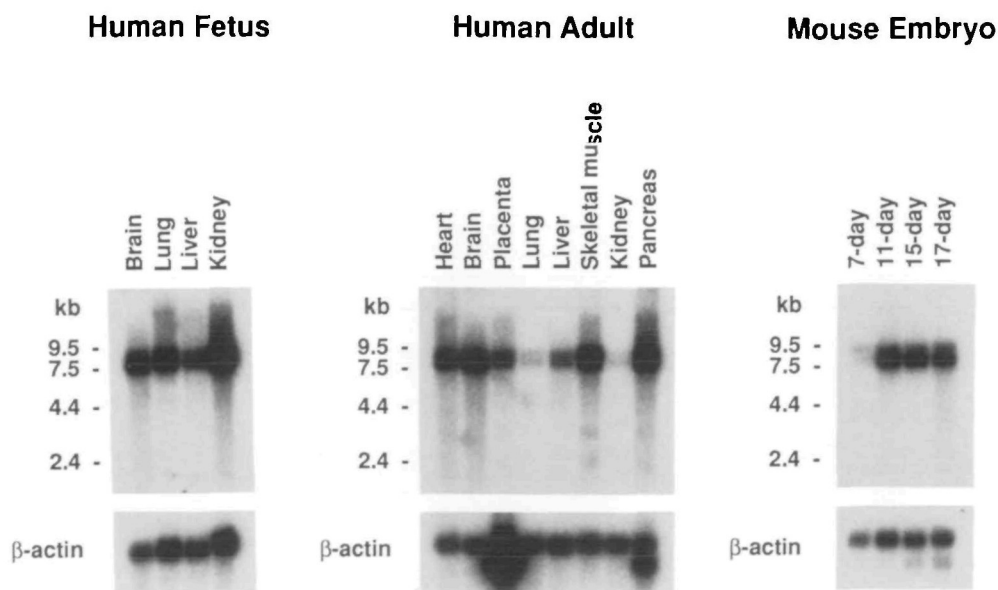 Human Fetus
Human Adult
Mouse Embryo
Brain
Lung
Liver
Kidney
Heart
Brain
Placenta
Lung
Liver
Skeletal muscle
Kidney
Pancreas
7-day
11-day
15-day
17-day
kb
9.5 -
7.5 -
4.4 -
2.4 -
kb
9.5 -
7.5 -
4.4 -
2.4 -
kb
9.5 -
7.5 -
4.4 -
2.4 -
β-actin
β-actin
β-actin